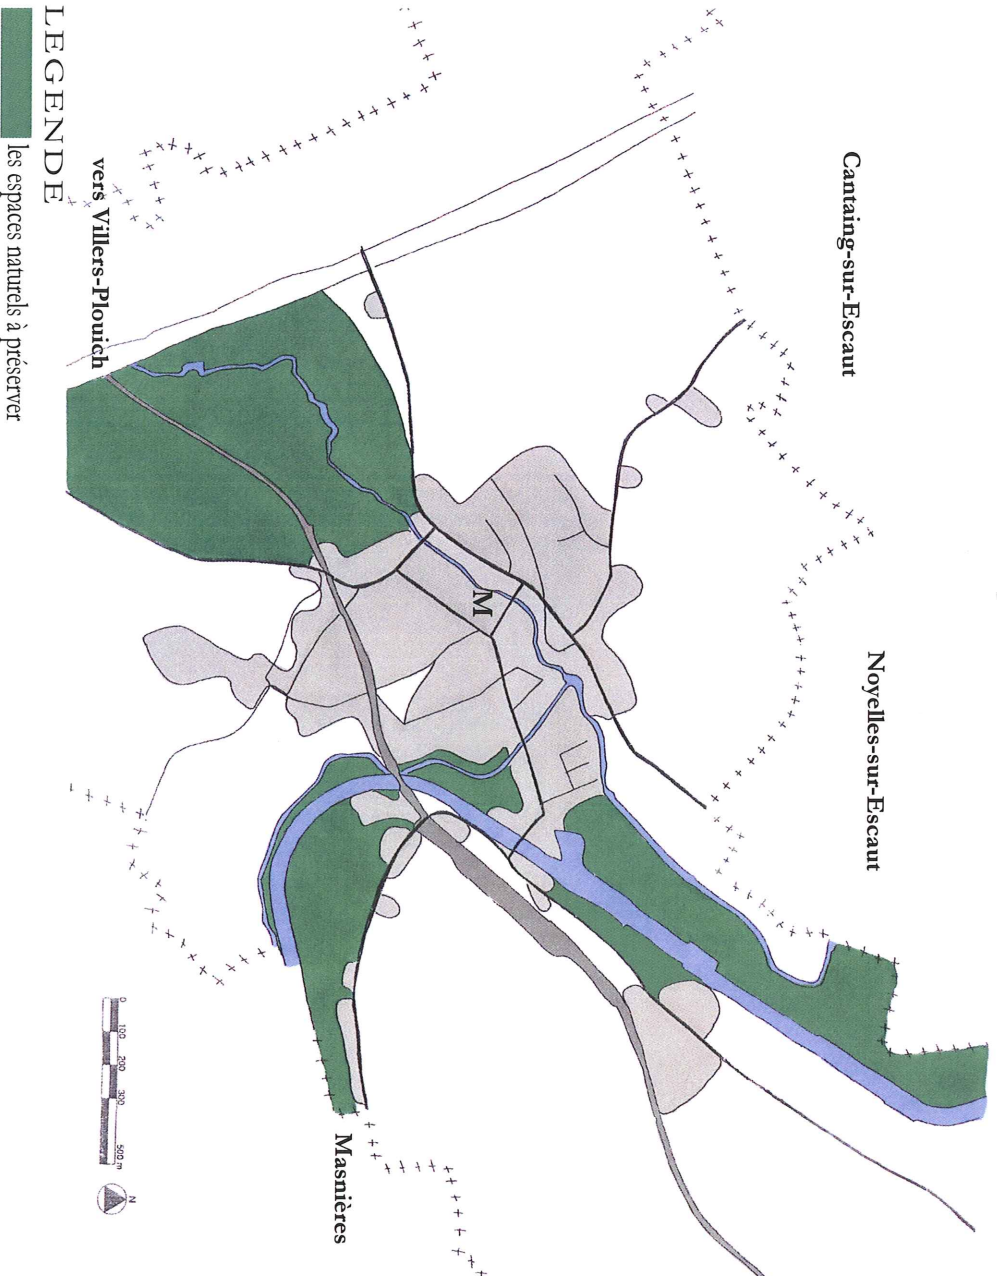 Cantaing-sur-Escaut
Noyelles-sur-Escaut
M
vers Villers-Plouich
Masnières
0 100 200 300 500 m
N
LEGENDE
les espaces naturels à préserver